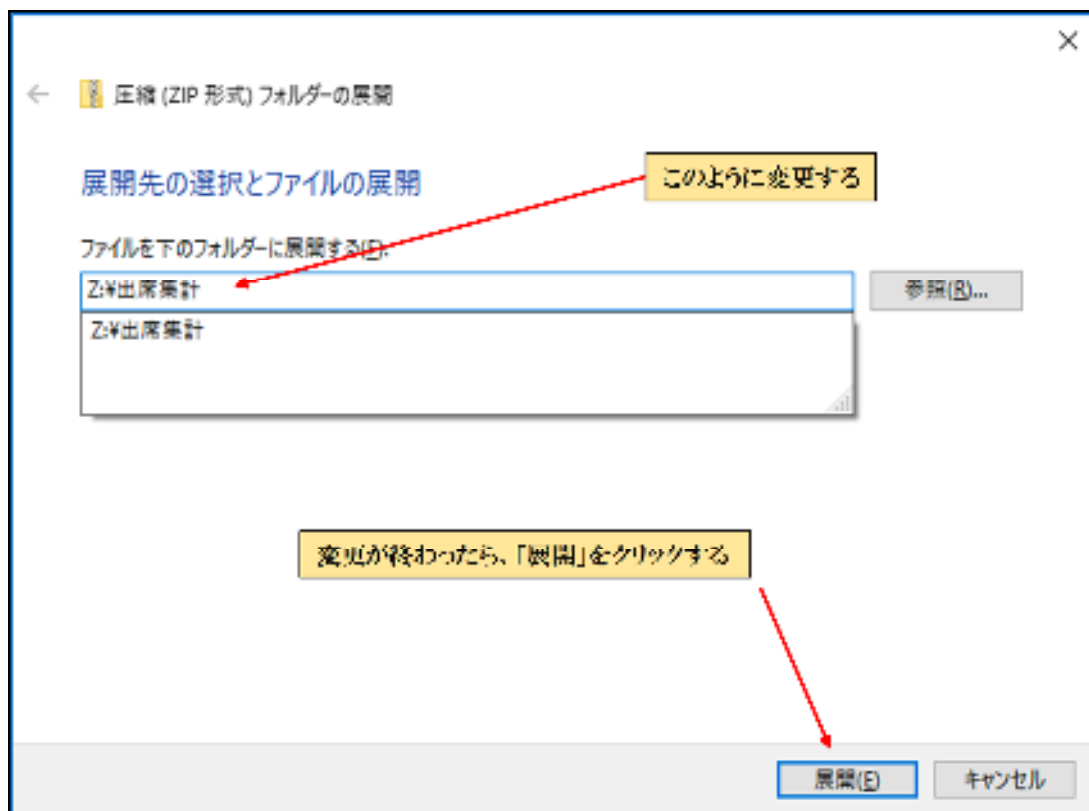 圧縮 (ZIP 形式) フォルダーの展開
展開先の選択とファイルの展開
このように変更する
ファイルを下のフォルダーに展開する(F):
Z:¥出席集計
参照(R)...
Z:¥出席集計
変更が終わったら、「展開」をクリックする
展開(E)
キャンセル